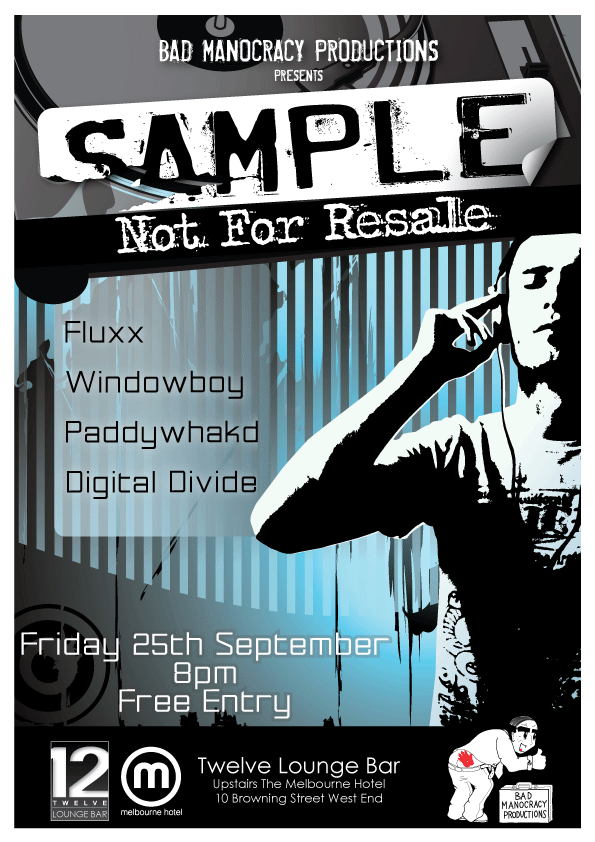 BAD MANOCRACY PRODUCTIONS
PRESENTS
SAMPLE
Not For Resale
Fluxx
Windowboy
Paddywhakd
Digital Divide
Friday 25th September
8pm
Free Entry
12
TWELVE
LOUNGE BAR
m
melbourne hotel
Twelve Lounge Bar
Upstairs The Melbourne Hotel
10 Browning Street West End
BAD
MANOCRACY
PRODUCTIONS